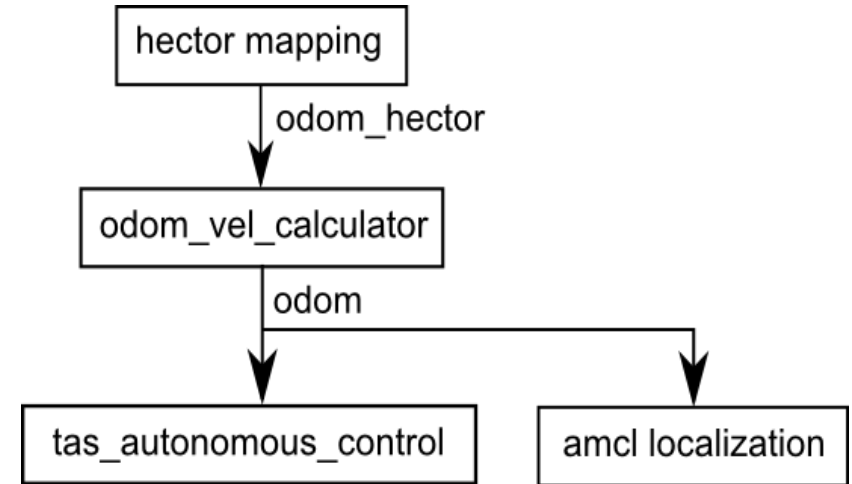 hector mapping
odom_hector
odom_vel_calculator
odom
tas_autonomous_control
amcl localization